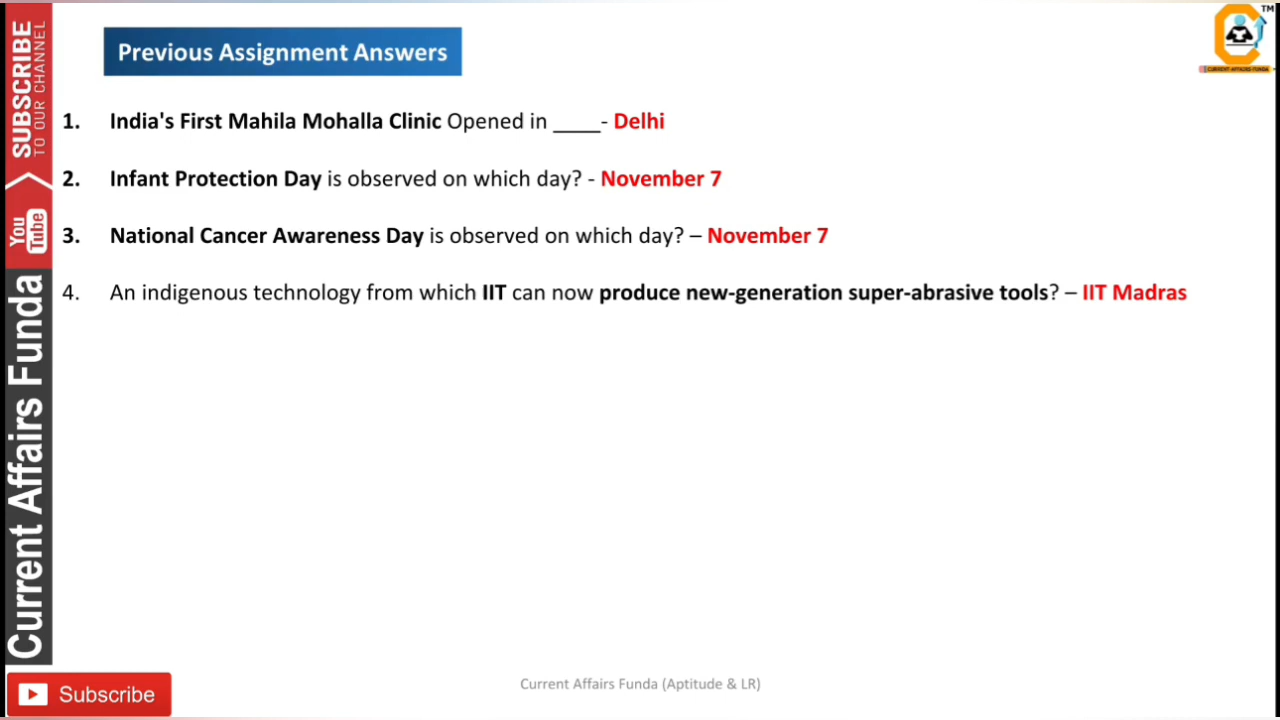 Previous Assignment Answers
1. India's First Mahila Mohalla Clinic Opened in ____- Delhi
2. Infant Protection Day is observed on which day? - November 7
3. National Cancer Awareness Day is observed on which day? – November 7
4. An indigenous technology from which IIT can now produce new-generation super-abrasive tools? – IIT Madras
SUBSCRIBE
TO OUR CHANNEL
You
Tube
Current Affairs Funda
TM
CURRENT AFFAIRS FUNDA
Subscribe
Current Affairs Funda (Aptitude & LR)